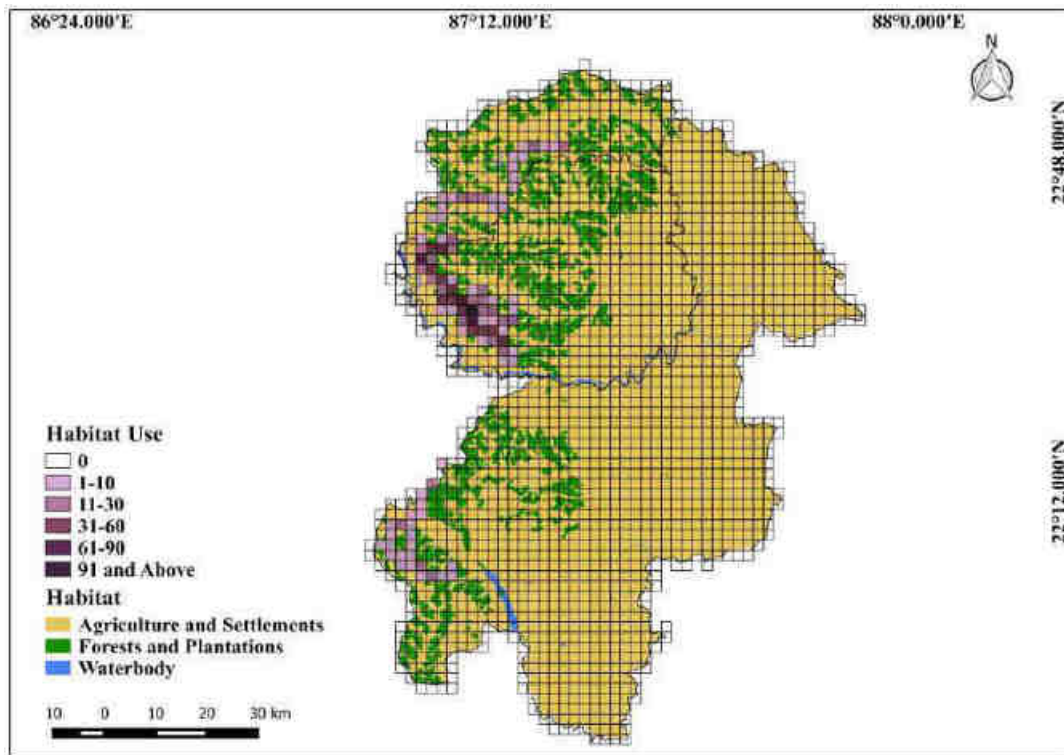 86°24.000'E 87°12.000'E 88°0.000'E
N
22°48.000'N
22°12.000'N
Habitat Use
0
1-10
11-30
31-60
61-90
91 and Above
Habitat
Agriculture and Settlements
Forests and Plantations
Waterbody
10 0 10 20 30 km